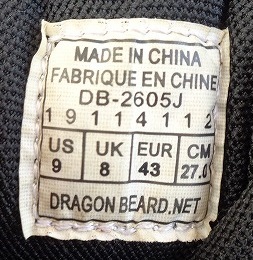 MADE IN CHINA
FABRIQUE EN CHINE
DB-2605J
1 9 1 1 4 1 1 2
US UK EUR CM
9 8 43 27.0
DRAGON BEARD.NET